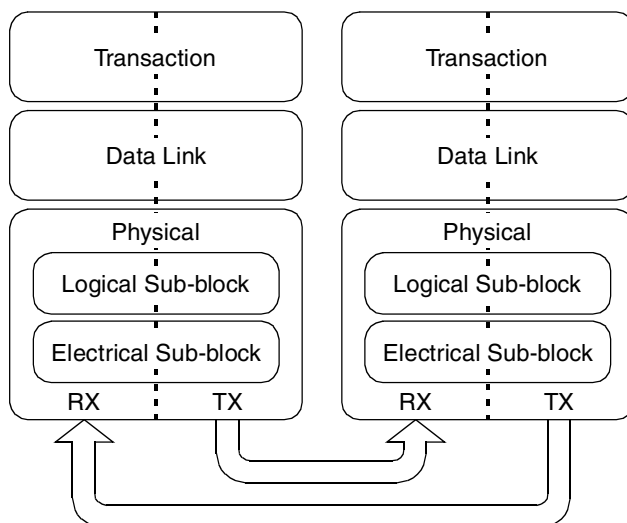 Transaction
Data Link
Physical
Logical Sub-block
Electrical Sub-block
RX TX
Transaction
Data Link
Physical
Logical Sub-block
Electrical Sub-block
RX TX